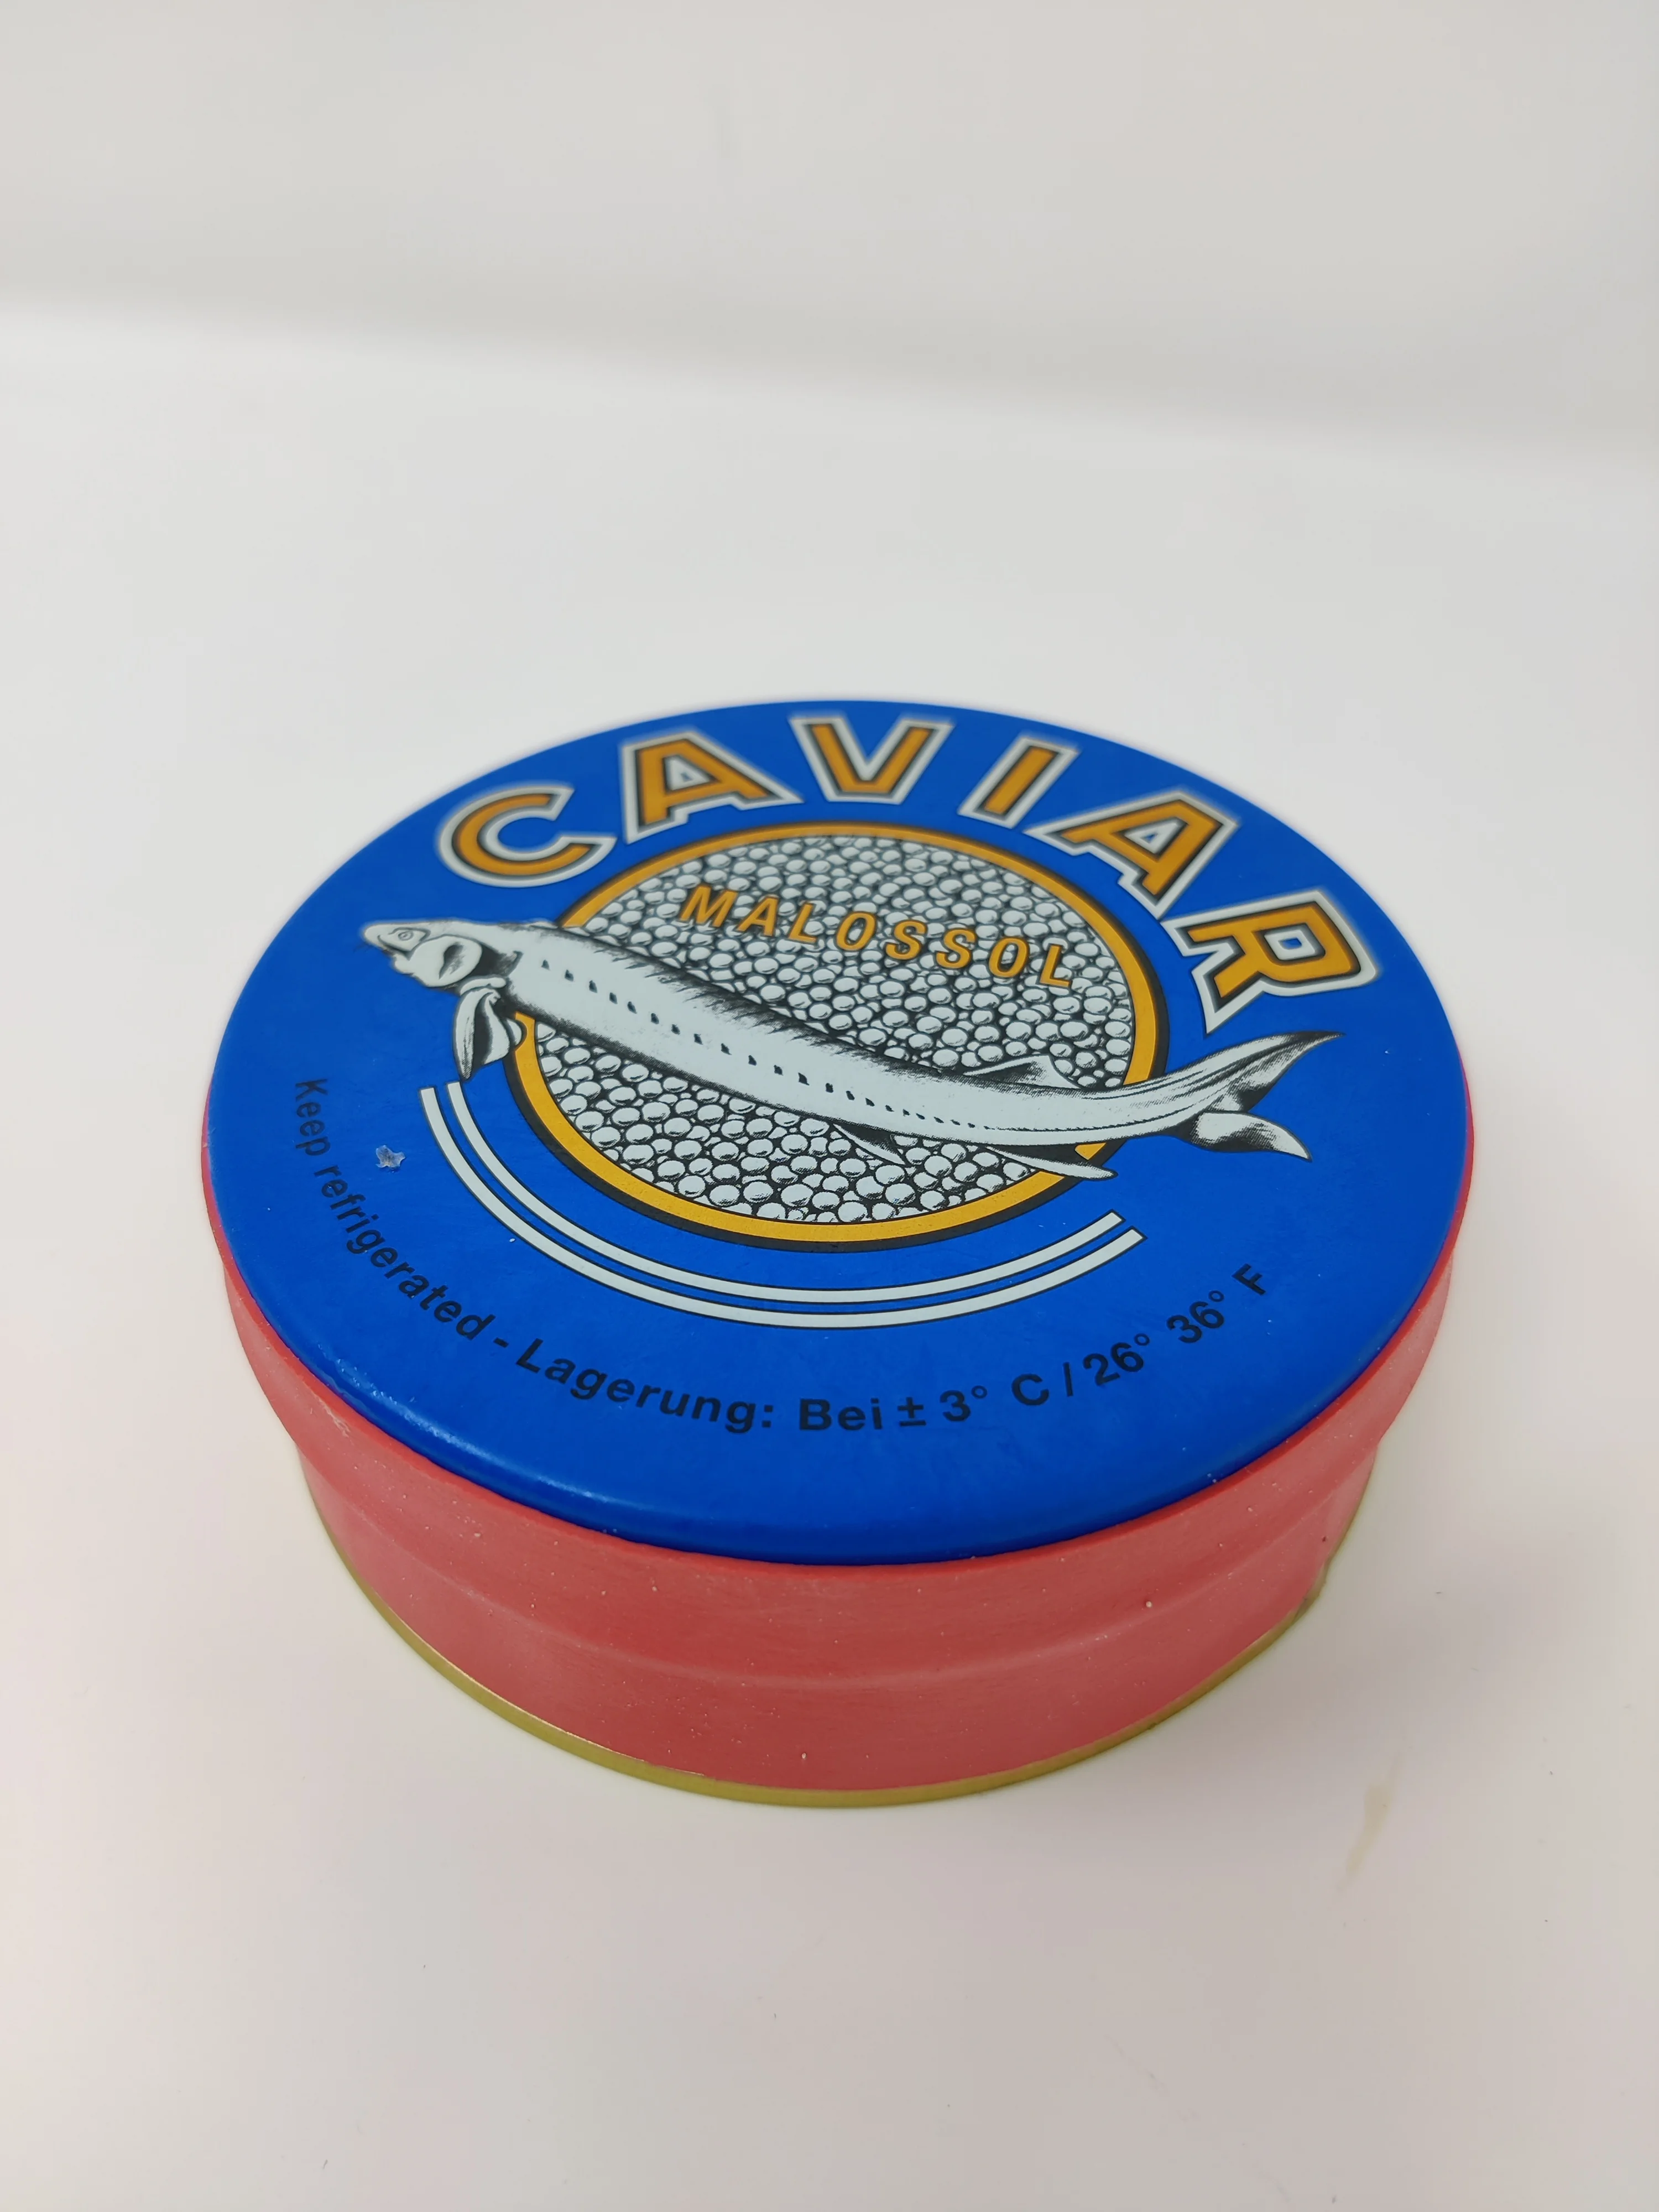 CAVIAR
MALOSSOL
Keep refrigerated - Lagerung: Bei ± 3° C / 26° 36° F